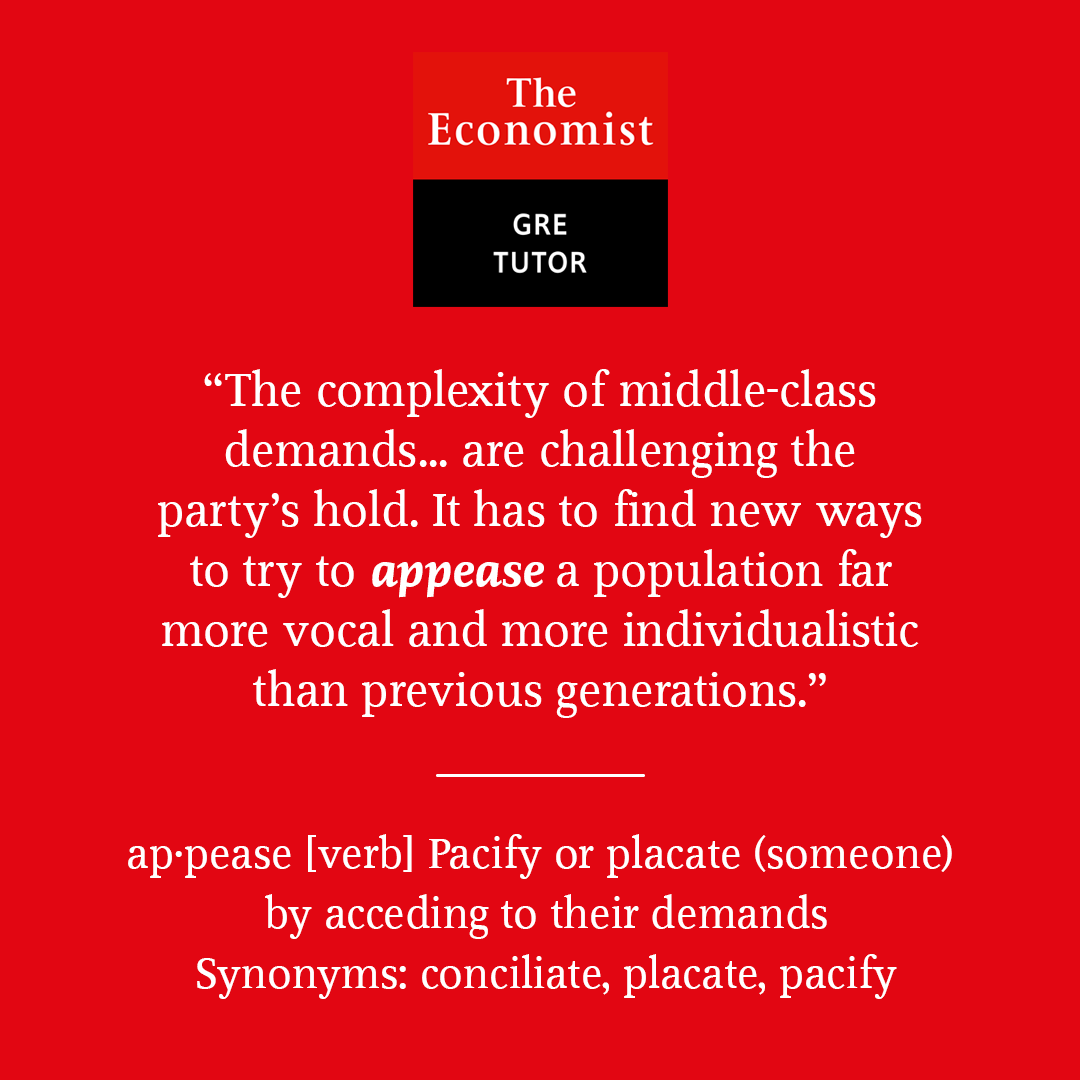 The
Economist
GRE
TUTOR
“The complexity of middle-class
demands... are challenging the
party’s hold. It has to find new ways
to try to appease a population far
more vocal and more individualistic
than previous generations.”
ap·pease [verb] Pacify or placate (someone)
by acceding to their demands
Synonyms: conciliate, placate, pacify